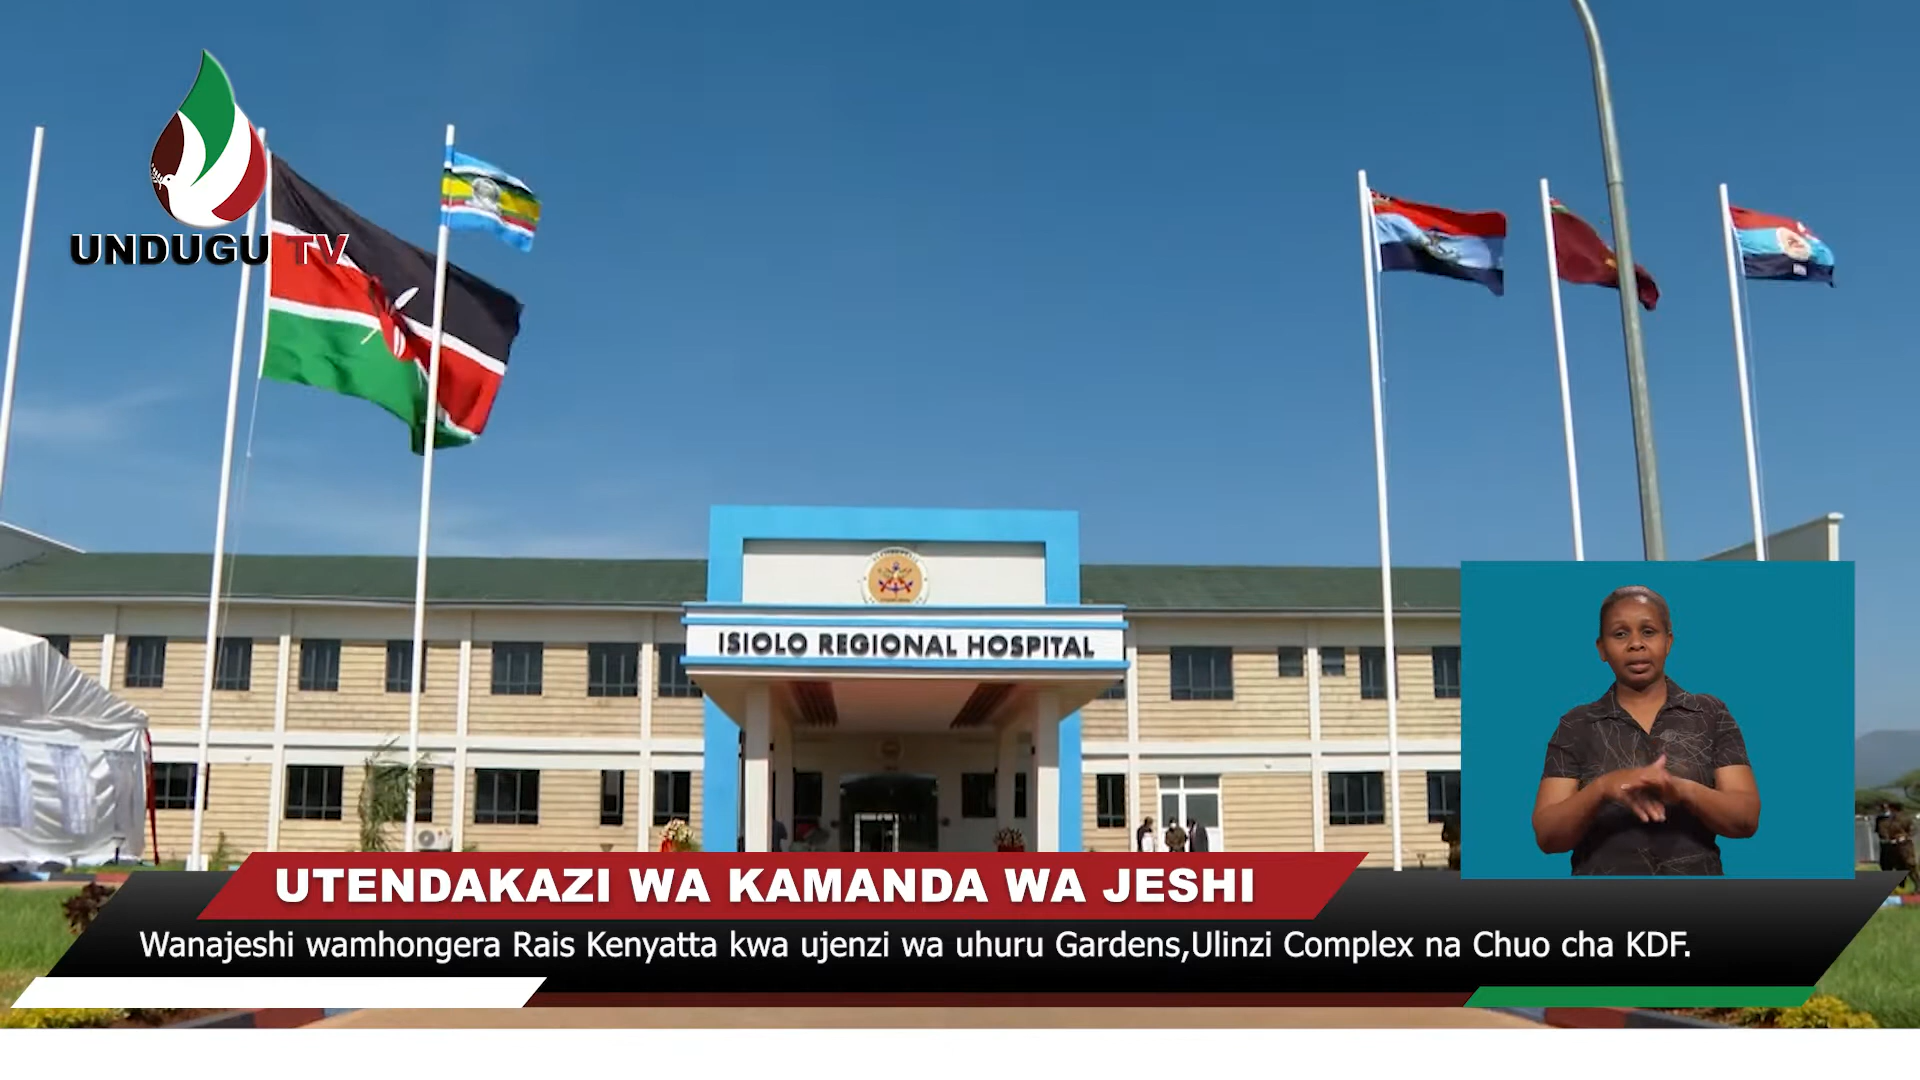 UNDUGU TV
ISIOLO REGIONAL HOSPITAL
UTENDAKAZI WA KAMANDA WA JESHI
Wanajeshi wamhongera Rais Kenyatta kwa ujenzi wa uhuru Gardens,Ulinzi Complex na Chuo cha KDF.